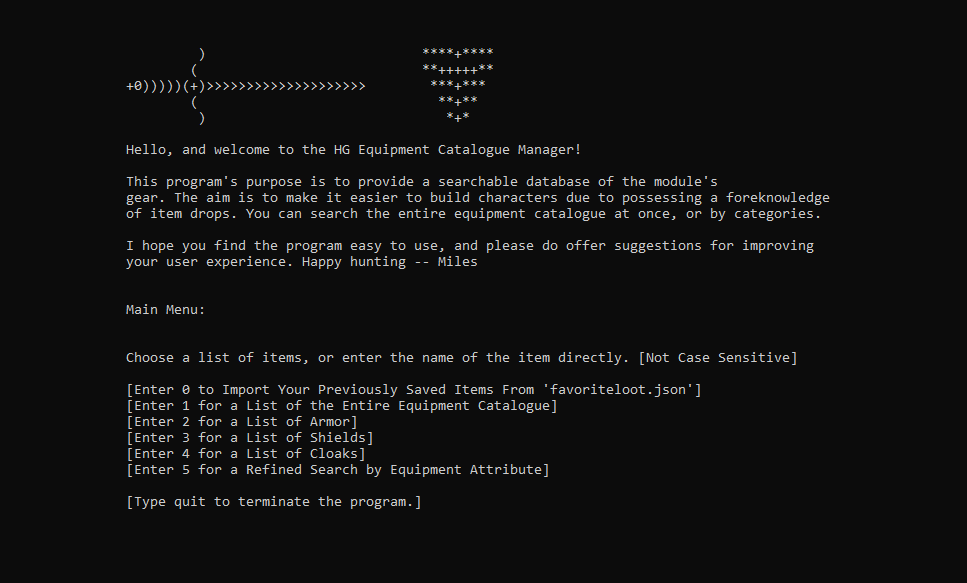 )                           ****+****
(                            **+++++**
+0)))))(+)>>>>>>>>>>>>>>>>>>>>        ***+***
(                              **+**
)                              *+*
Hello, and welcome to the HG Equipment Catalogue Manager!
This program's purpose is to provide a searchable database of the module's
gear. The aim is to make it easier to build characters due to possessing a foreknowledge
of item drops. You can search the entire equipment catalogue at once, or by categories.
I hope you find the program easy to use, and please do offer suggestions for improving
your user experience. Happy hunting -- Miles
Main Menu:
Choose a list of items, or enter the name of the item directly. [Not Case Sensitive]
[Enter 0 to Import Your Previously Saved Items From 'favoriteloot.json']
[Enter 1 for a List of the Entire Equipment Catalogue]
[Enter 2 for a List of Armor]
[Enter 3 for a List of Shields]
[Enter 4 for a List of Cloaks]
[Enter 5 for a Refined Search by Equipment Attribute]
[Type quit to terminate the program.]